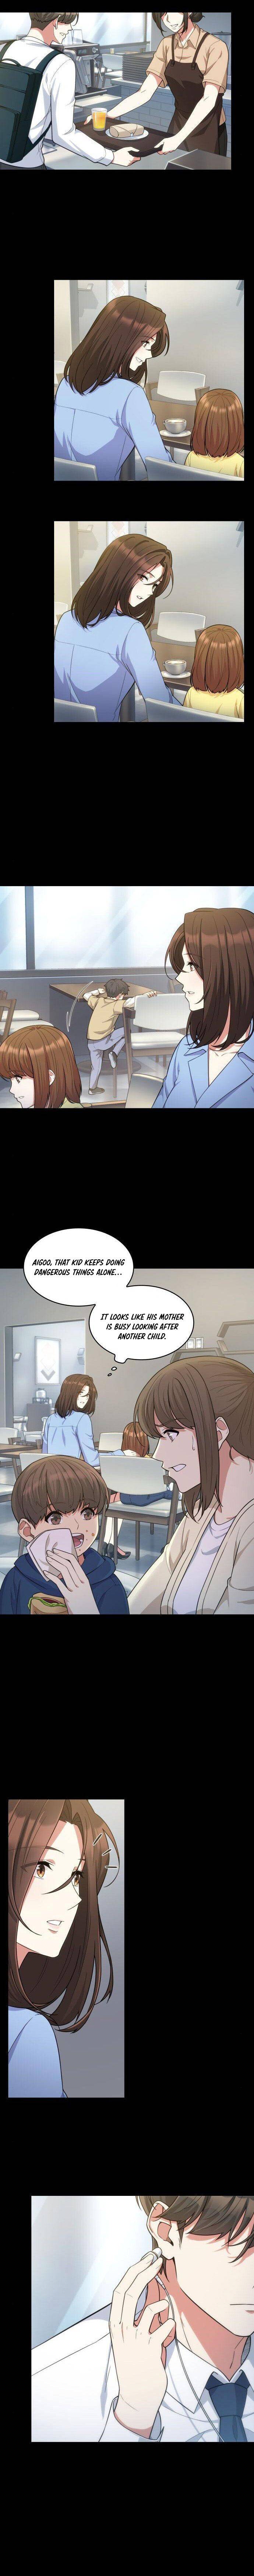 AIGOO, THAT KID KEEPS DOING
DANGEROUS THINGS ALONE...
IT LOOKS LIKE HIS MOTHER
IS BUSY LOOKING AFTER
ANOTHER CHILD.